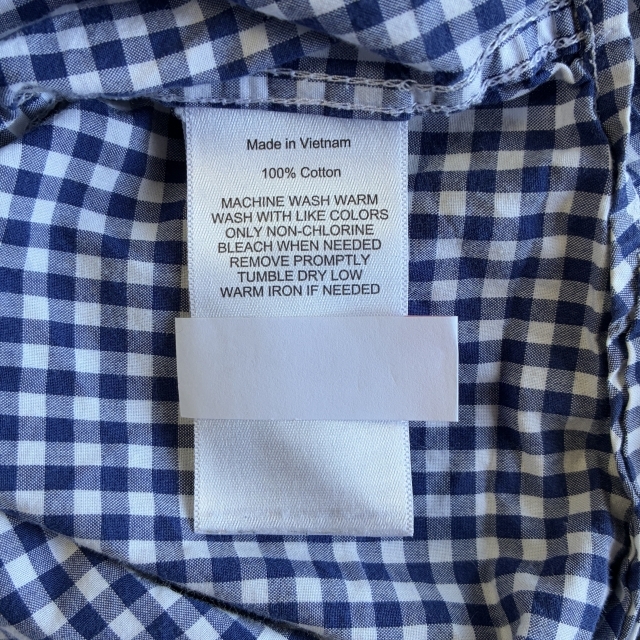 Made in Vietnam
100% Cotton
MACHINE WASH WARM
WASH WITH LIKE COLORS
ONLY NON-CHLORINE
BLEACH WHEN NEEDED
REMOVE PROMPTLY
TUMBLE DRY LOW
WARM IRON IF NEEDED